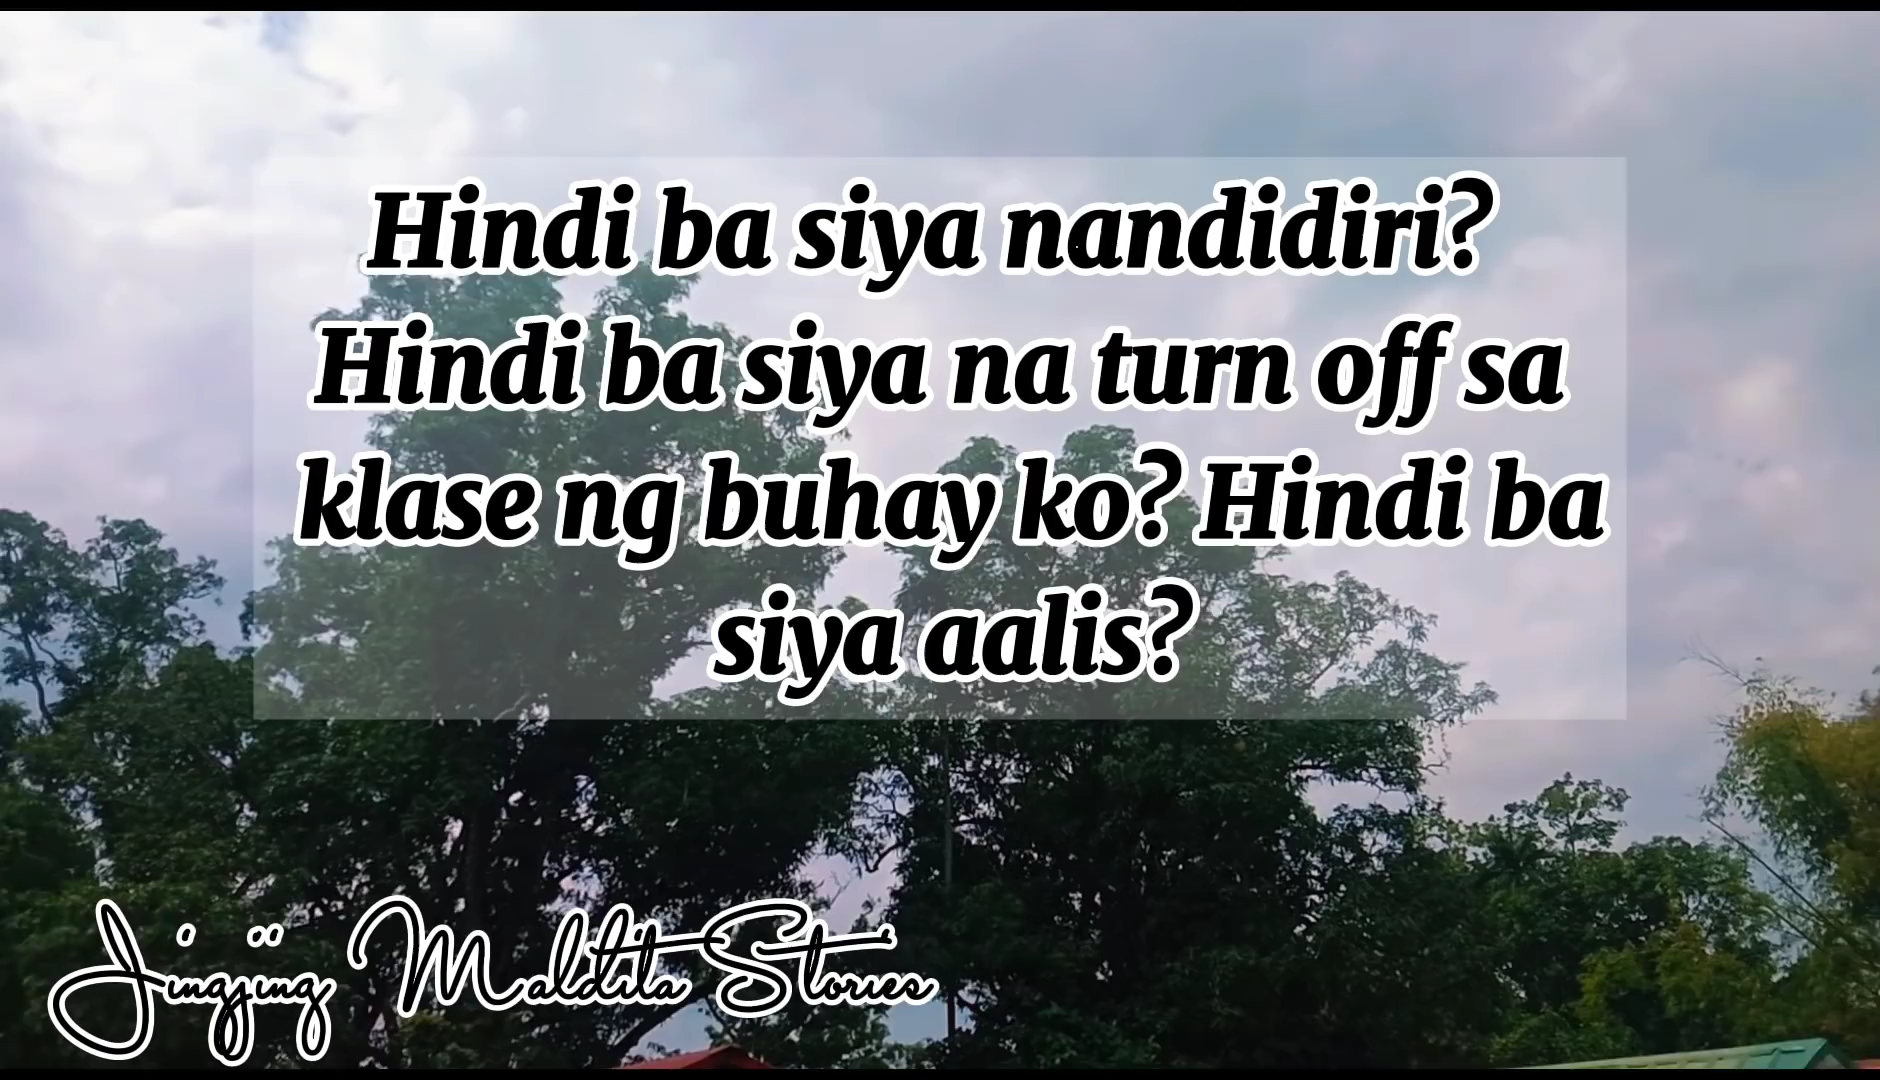 Hindi ba siya nandidiri?
Hindi ba siya na turn off sa
klase ng buhay ko? Hindi ba
siya aalis?
Jingjing Maldita Stories